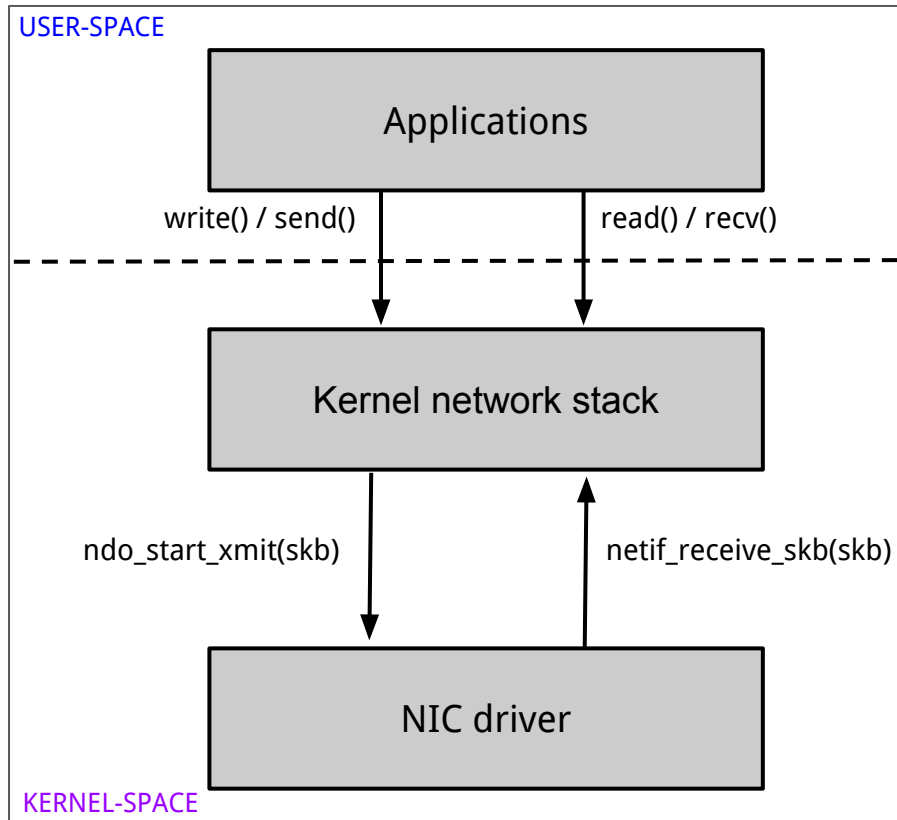 USER-SPACE
Applications
write() / send()
read() / recv()
Kernel network stack
ndo_start_xmit(skb)
netif_receive_skb(skb)
NIC driver
KERNEL-SPACE